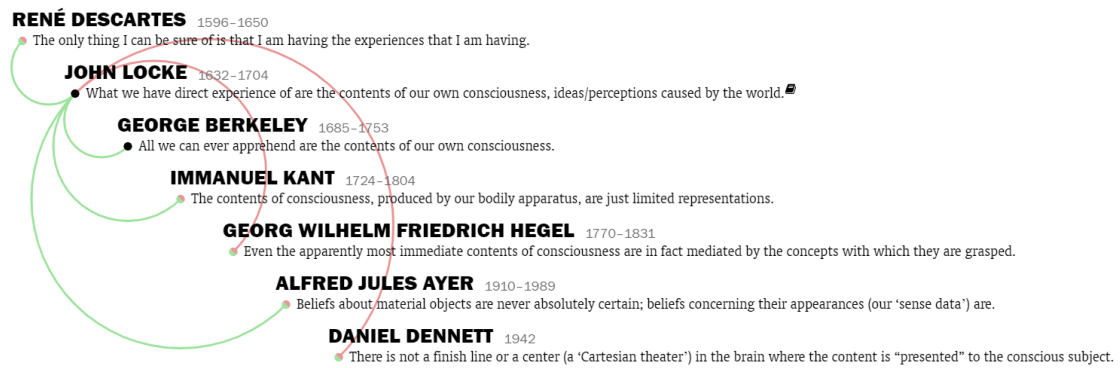 RENÉ DESCARTES 1596–1650
The only thing I can be sure of is that I am having the experiences that I am having.
JOHN LOCKE 1632–1704
What we have direct experience of are the contents of our own consciousness, ideas/perceptions caused by the world.
GEORGE BERKELEY 1685–1753
All we can ever apprehend are the contents of our own consciousness.
IMMANUEL KANT 1724–1804
The contents of consciousness, produced by our bodily apparatus, are just limited representations.
GEORG WILHELM FRIEDRICH HEGEL 1770–1831
Even the apparently most immediate contents of consciousness are in fact mediated by the concepts with which they are grasped.
ALFRED JULES AYER 1910–1989
Beliefs about material objects are never absolutely certain; beliefs concerning their appearances (our ‘sense data’) are.
DANIEL DENNETT 1942
There is not a finish line or a center (a ‘Cartesian theater’) in the brain where the content is “presented” to the conscious subject.